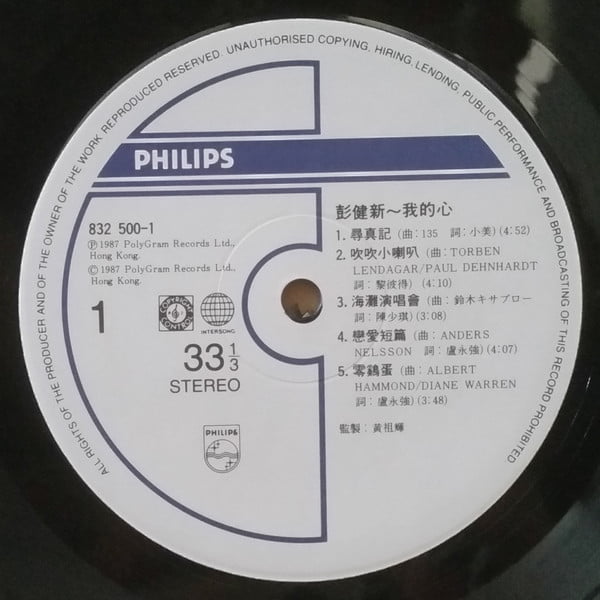 ALL RIGHTS OF THE PRODUCER AND OF THE OWNER OF THE WORK REPRODUCED RESERVED. UNAUTHORISED COPYING, HIRING, LENDING, PUBLIC PERFORMANCE AND BROADCASTING OF THIS RECORD PROHIBITED
PHILIPS
832 500-1
Ⓟ1987 PolyGram Records Ltd.,
Hong Kong.
©1987 PolyGram Records Ltd.,
Hong Kong.
1
COPYRIGHT CONTROL
INTERSONG
33 1/3
STEREO
PHILIPS
彭健新～我的心
1. 尋真記 (曲:135 詞:小美) (4:52)
2. 吹吹小喇叭 (曲:TORBEN
LENDAGAR/PAUL DEHNHARDT
詞:黎彼得) (4:10)
3. 海灘演唱會 (曲:鈴木キサブロー
詞:陳少琪) (3:08)
4. 戀愛短篇 (曲:ANDERS
NELSSON 詞:盧永強) (4:07)
5. 零鷄蛋 (曲:ALBERT
HAMMOND/DIANE WARREN
詞:盧永強) (3:48)
監製:黃祖輝